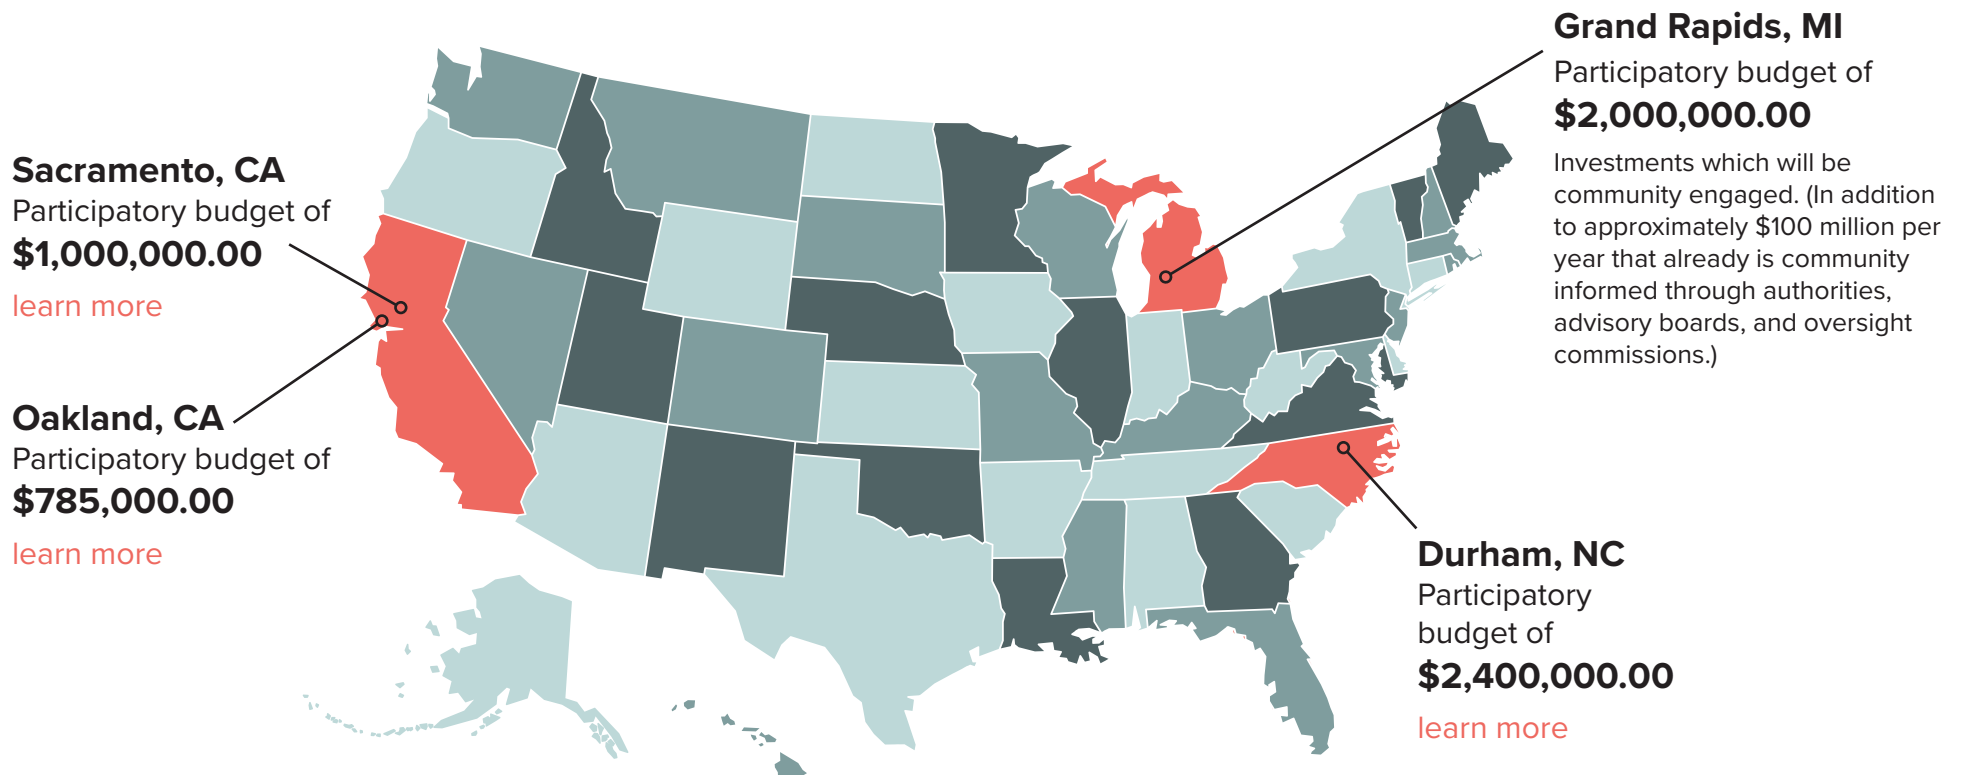 Grand Rapids, MI
Participatory budget of
$2,000,000.00
Investments which will be
community engaged. (In addition
to approximately $100 million per
year that already is community
informed through authorities,
advisory boards, and oversight
commissions.)
Sacramento, CA
Participatory budget of
$1,000,000.00
learn more
Oakland, CA
Participatory budget of
$785,000.00
learn more
Durham, NC
Participatory
budget of
$2,400,000.00
learn more